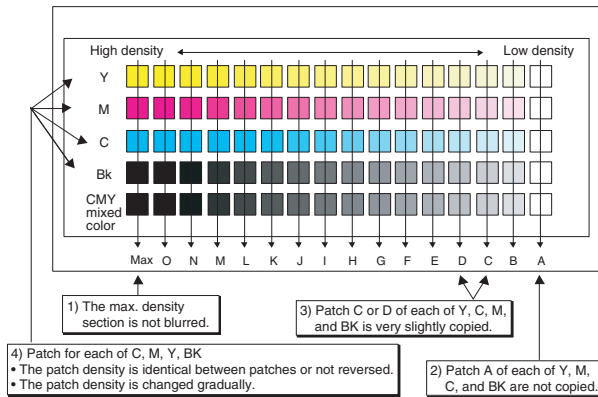 High density Low density
Y
M
C
Bk
CMY
mixed
color
Max O N M L K J I H G F E D C B A
1) The max. density
section is not blurred.
3) Patch C or D of each of Y, C, M,
and BK is very slightly copied.
4) Patch for each of C, M, Y, BK
• The patch density is identical between patches or not reversed.
• The patch density is changed gradually.
2) Patch A of each of Y, M,
C, and BK are not copied.